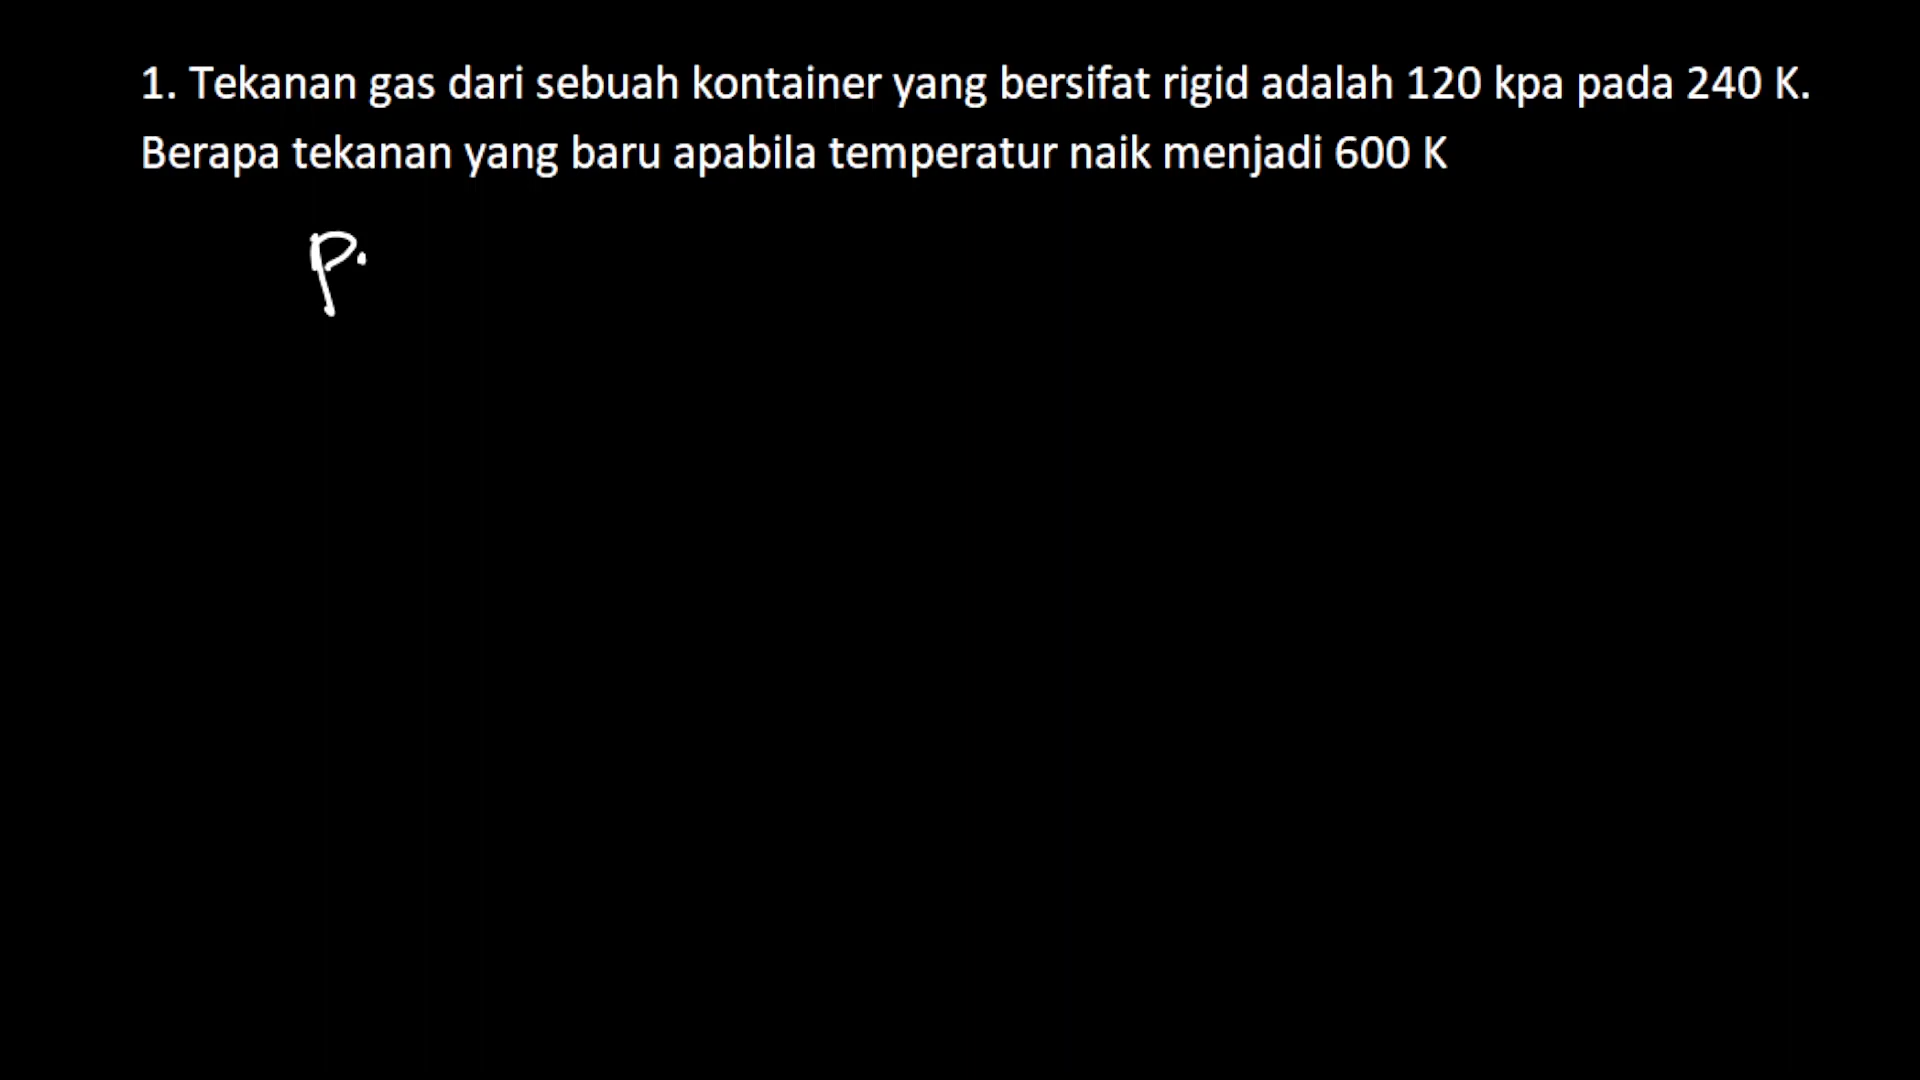 1. Tekanan gas dari sebuah kontainer yang bersifat rigid adalah 120 kpa pada 240 K.
Berapa tekanan yang baru apabila temperatur naik menjadi 600 K
P.